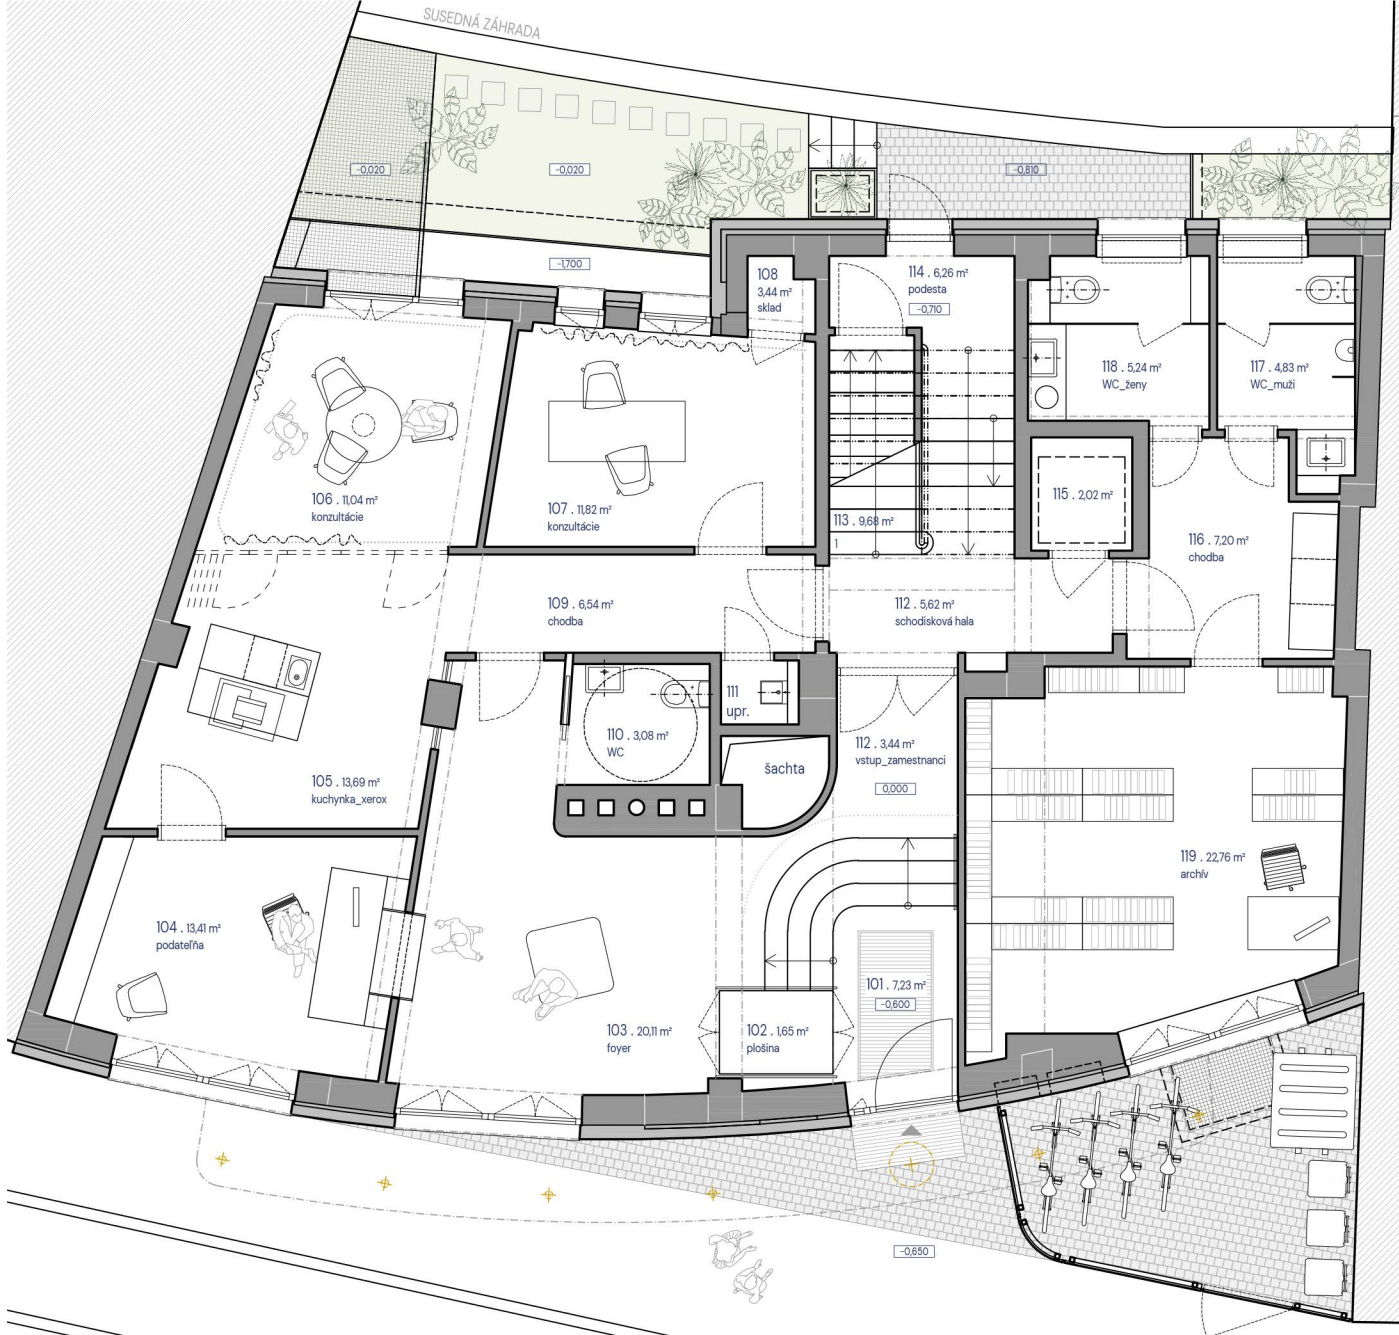 SUSEDNÁ ZÁHRADA
-0,020
-0,020
-0,810
-1,700
108
3,44 m²
sklad
114 . 6,26 m²
podesta
-0,710
118 . 5,24 m²
WC_ženy
117 . 4,83 m²
WC_muži
106 . 11,04 m²
konzultácie
107 . 11,82 m²
konzultácie
113 . 9,68 m²
1
115 . 2,02 m²
116 . 7,20 m²
chodba
109 . 6,54 m²
chodba
112 . 5,62 m²
schodisková hala
111
upr.
110 . 3,08 m²
WC
šachta
112 . 3,44 m²
vstup_zamestnanci
0,000
105 . 13,69 m²
kuchynka_xerox
119 . 22,76 m²
archív
104 . 13,41 m²
podateľňa
101 . 7,23 m²
-0,600
103 . 20,11 m²
foyer
102 . 1,65 m²
plošina
-0,650